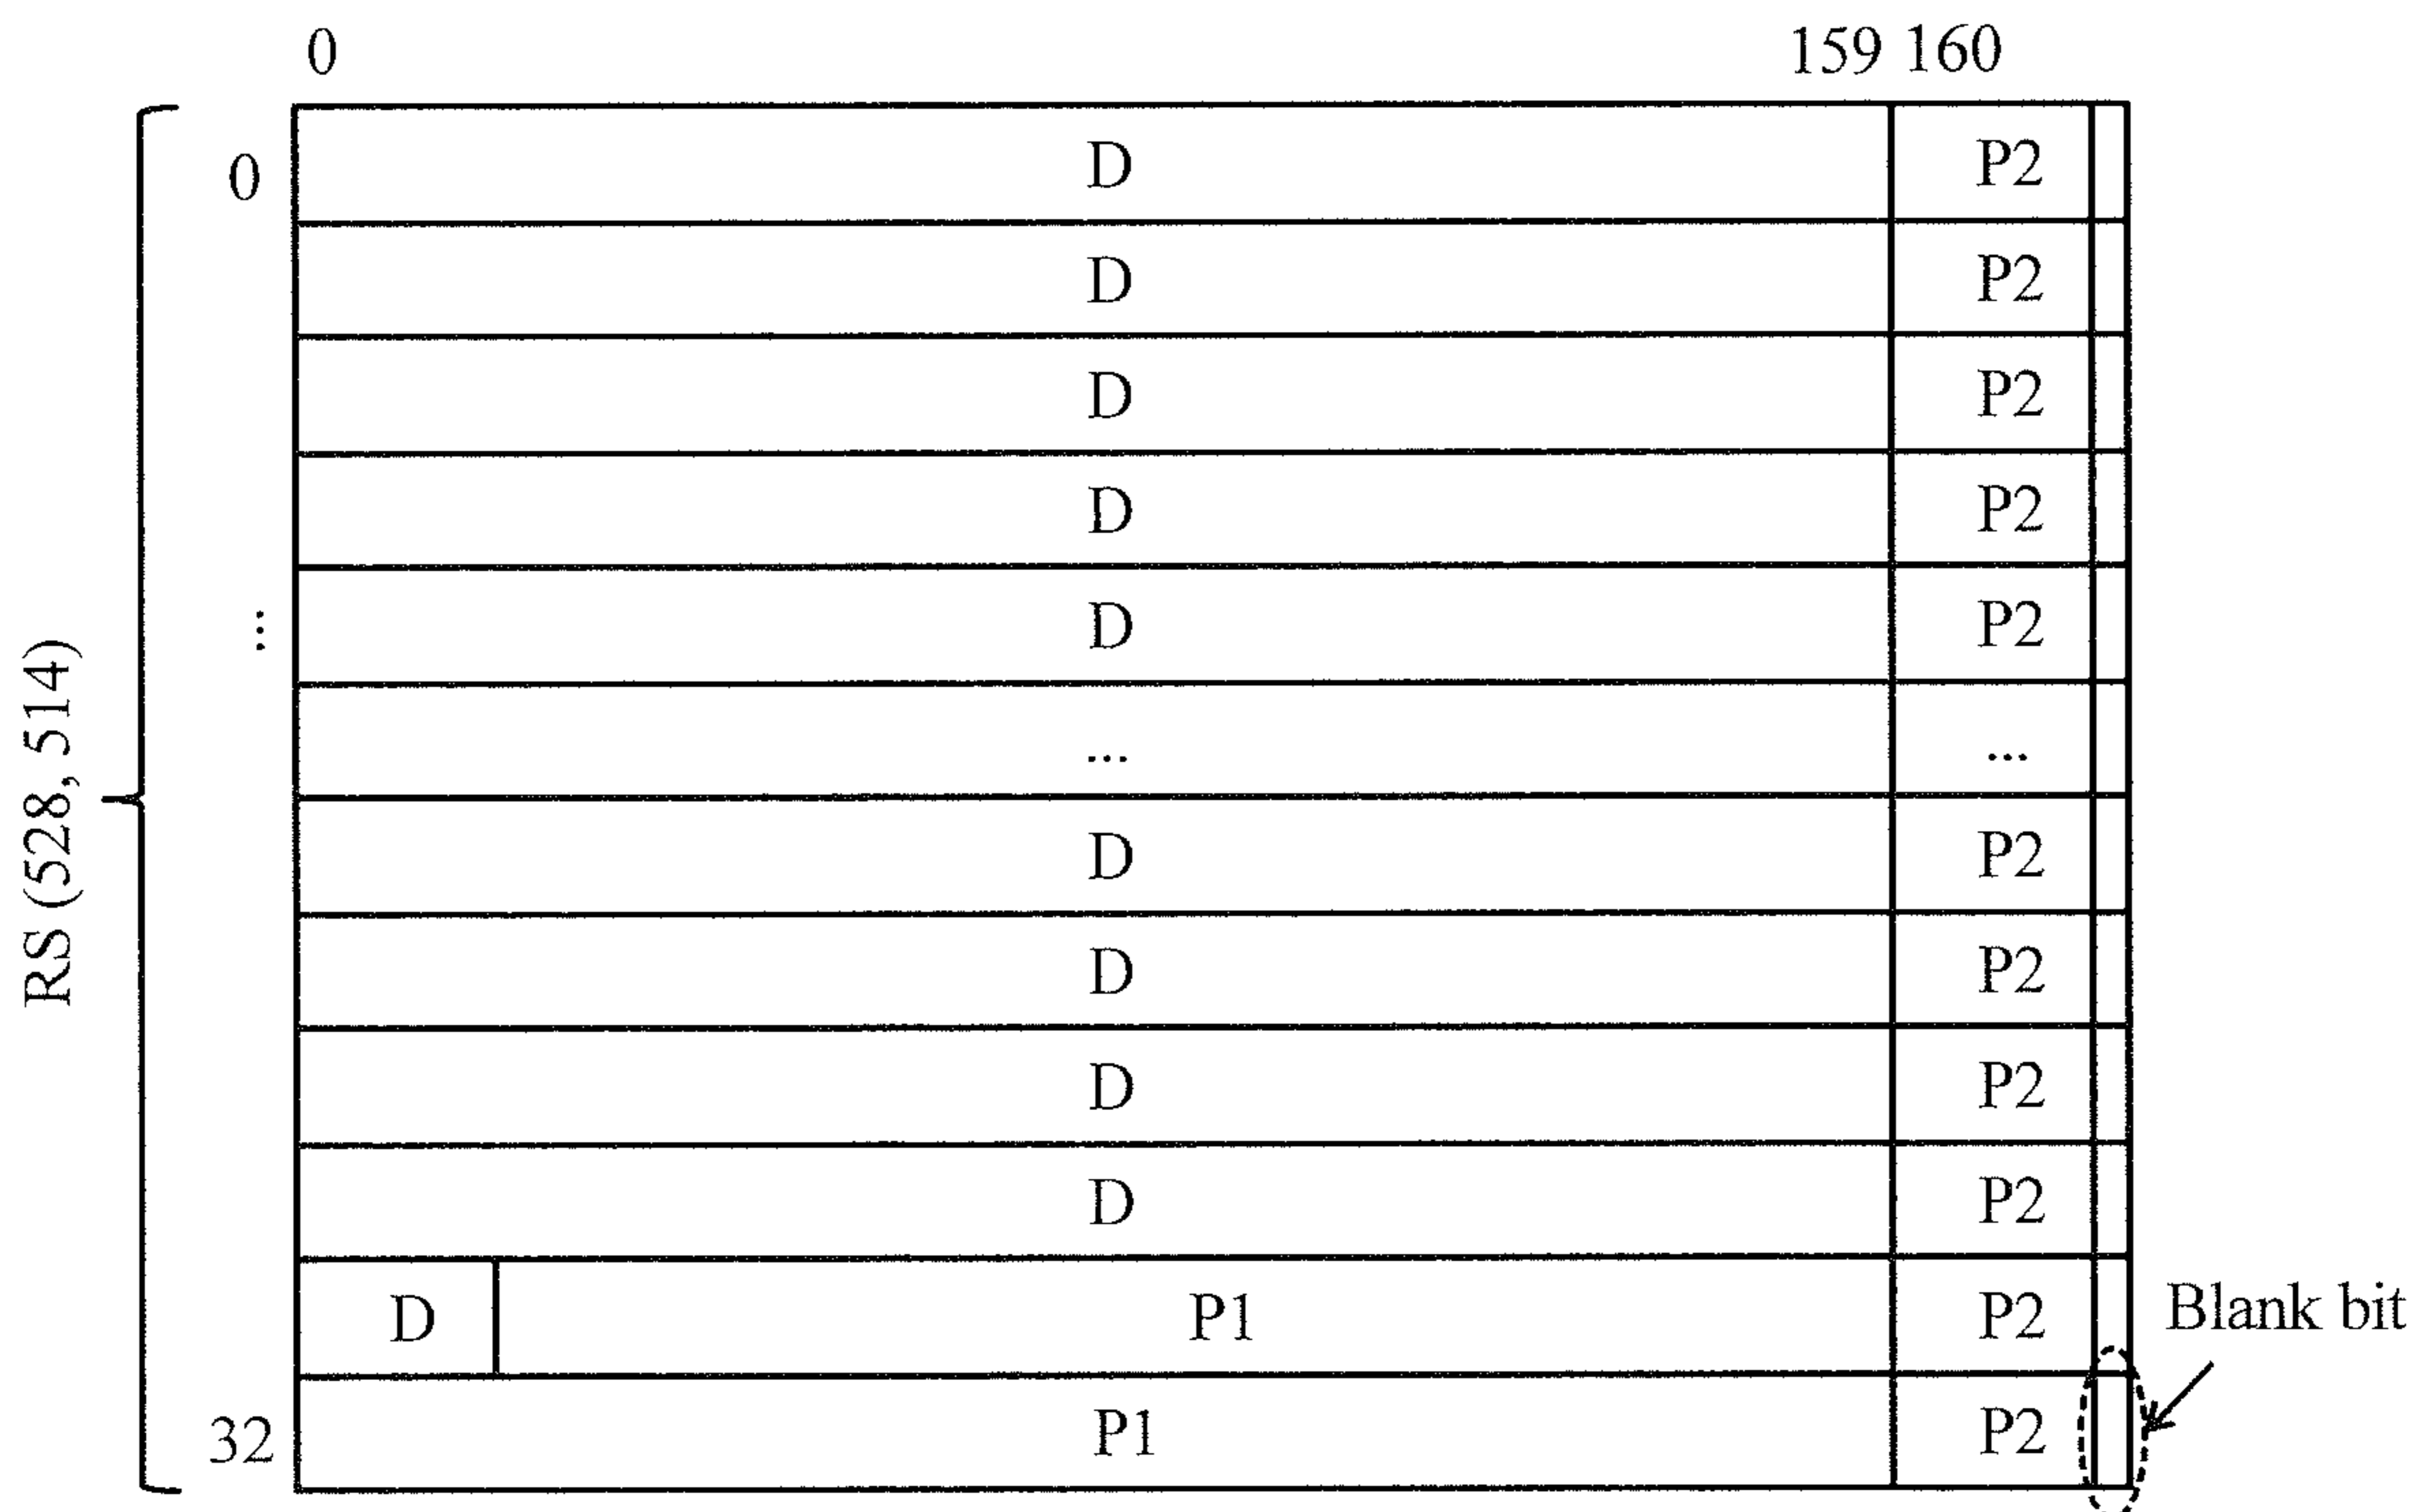 0 159 160
0 D P2
D P2
D P2
D P2
... D P2
... ...
D P2
D P2
D P2
D P2
D P1 P2 Blank bit
32 P1 P2
RS (528, 514)